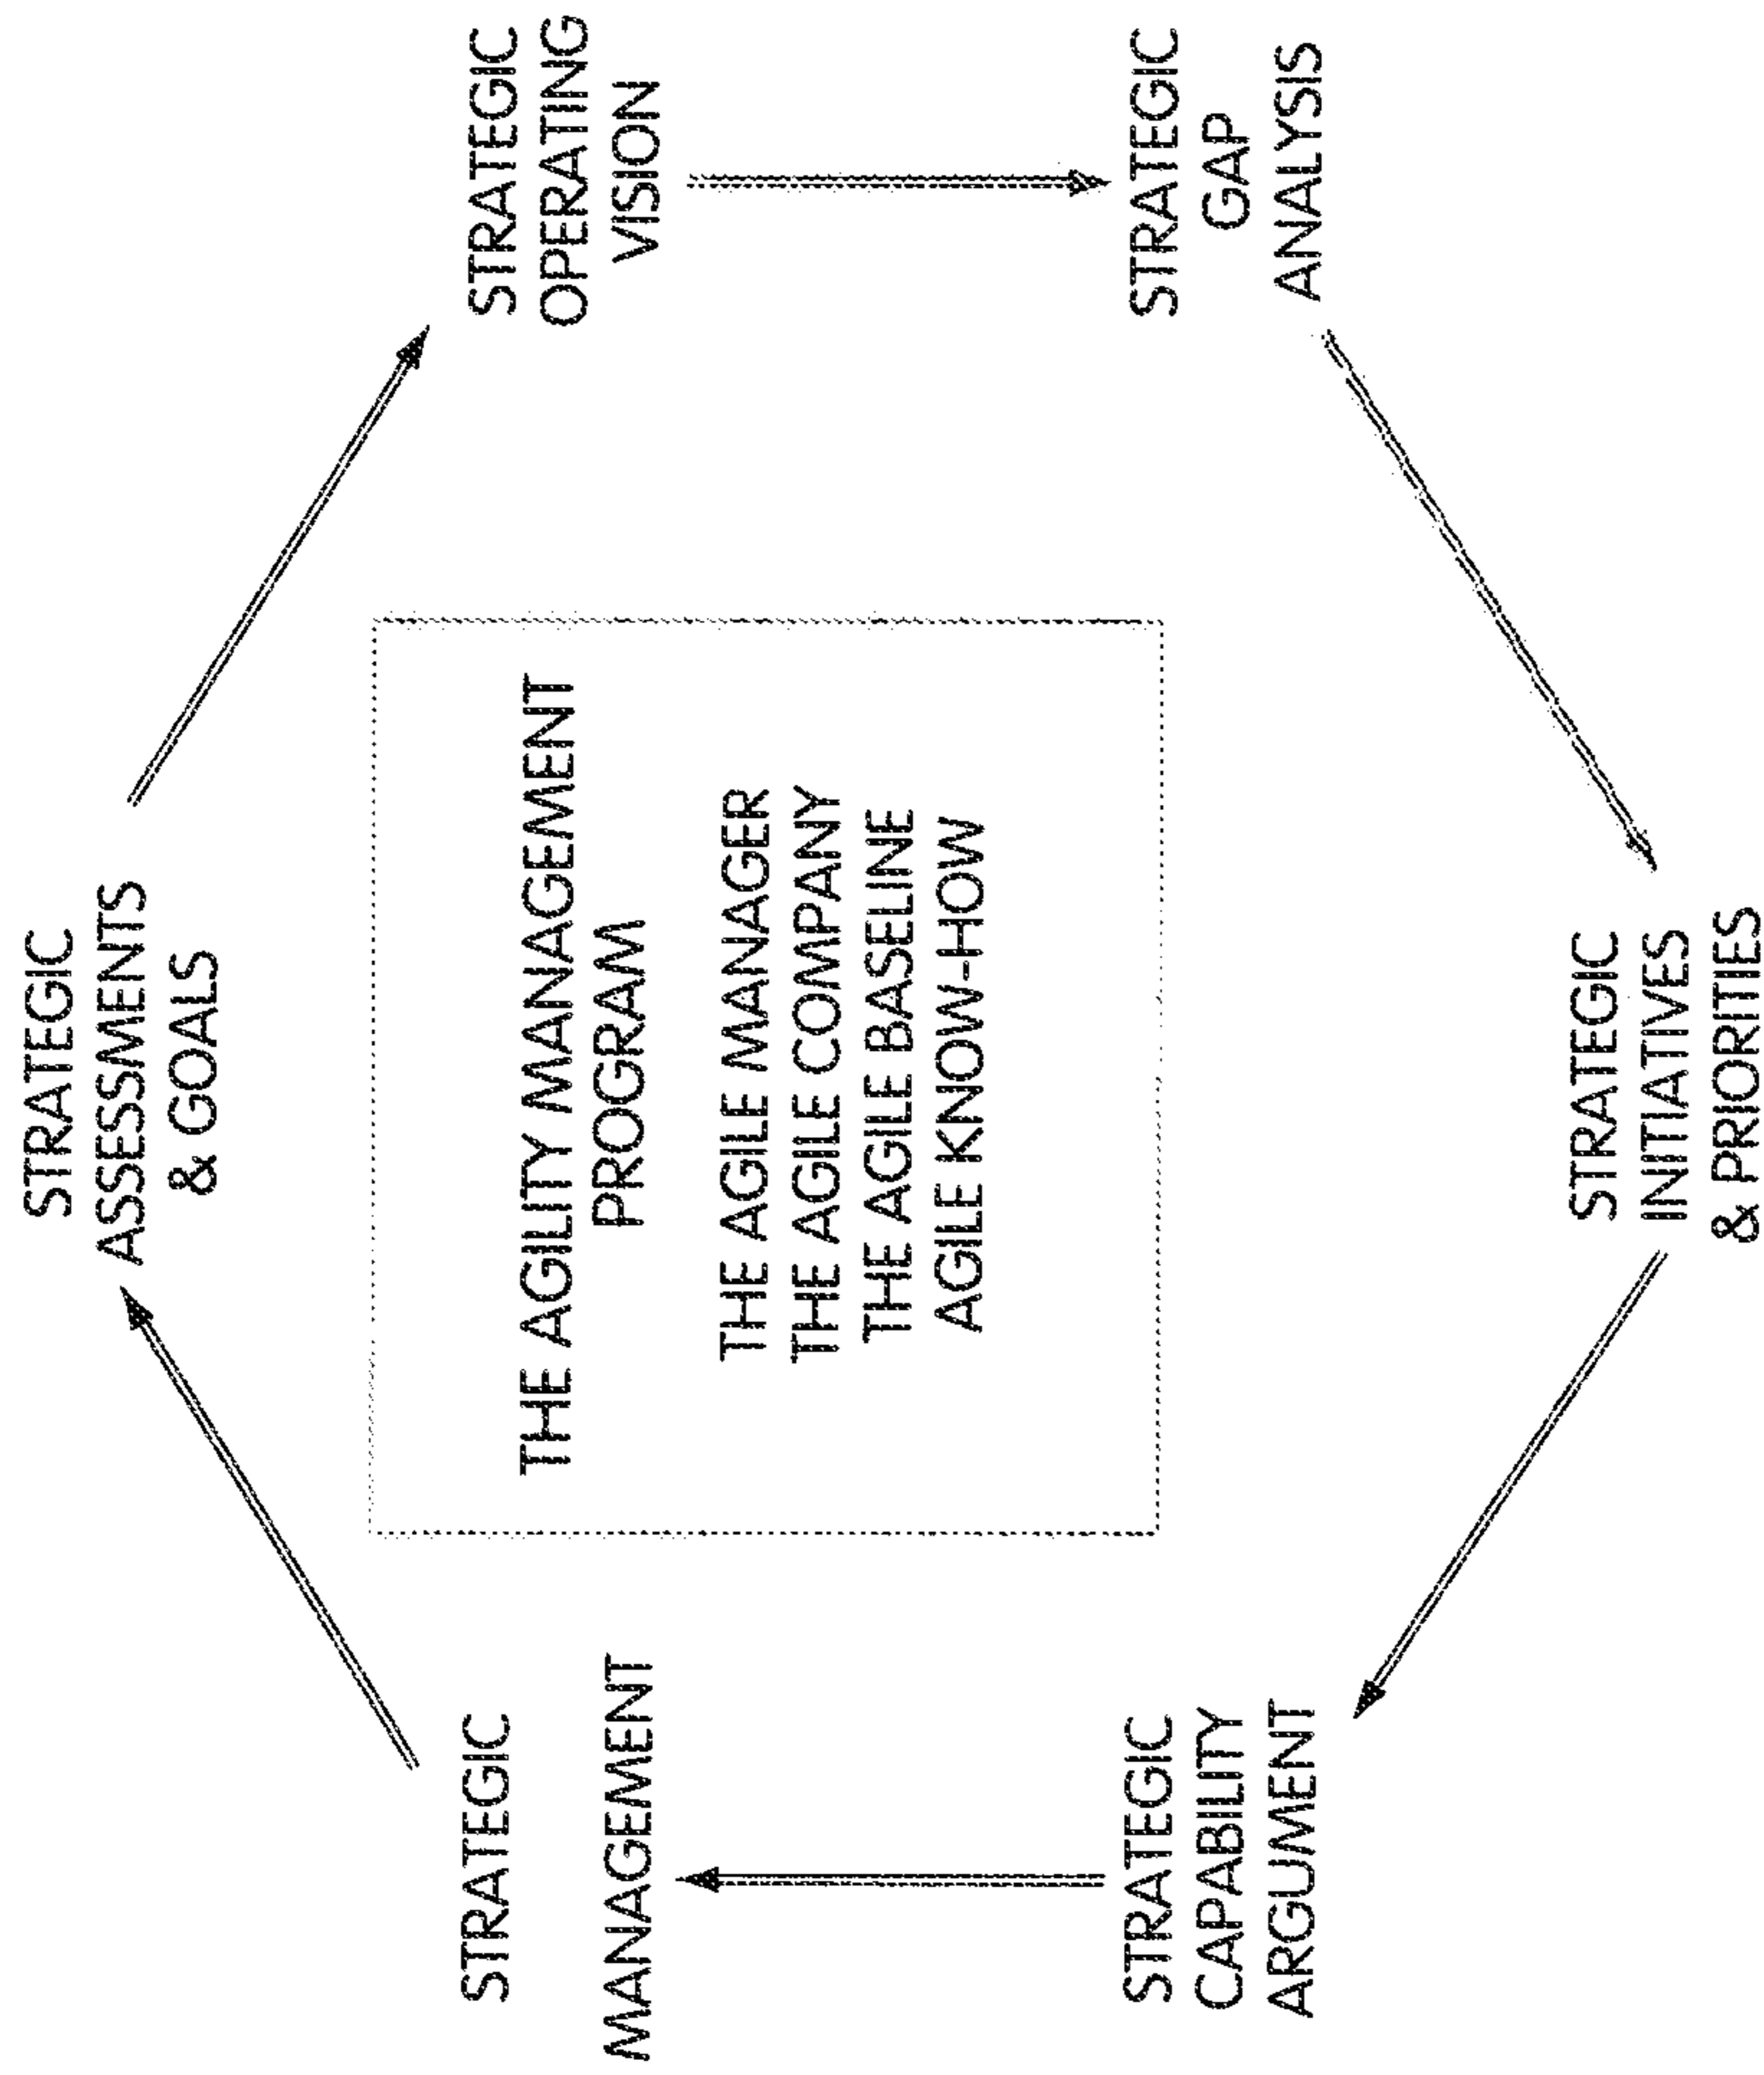 STRATEGIC
ASSESSMENTS
& GOALS
STRATEGIC
OPERATING
VISION
STRATEGIC
GAP
ANALYSIS
STRATEGIC
INITIATIVES
& PRIORITIES
STRATEGIC
CAPABILITY
ARGUMENT
STRATEGIC
MANAGEMENT
THE AGILITY MANAGEMENT
PROGRAM
THE AGILE MANAGER
THE AGILE COMPANY
THE AGILE BASELINE
AGILE KNOW-HOW